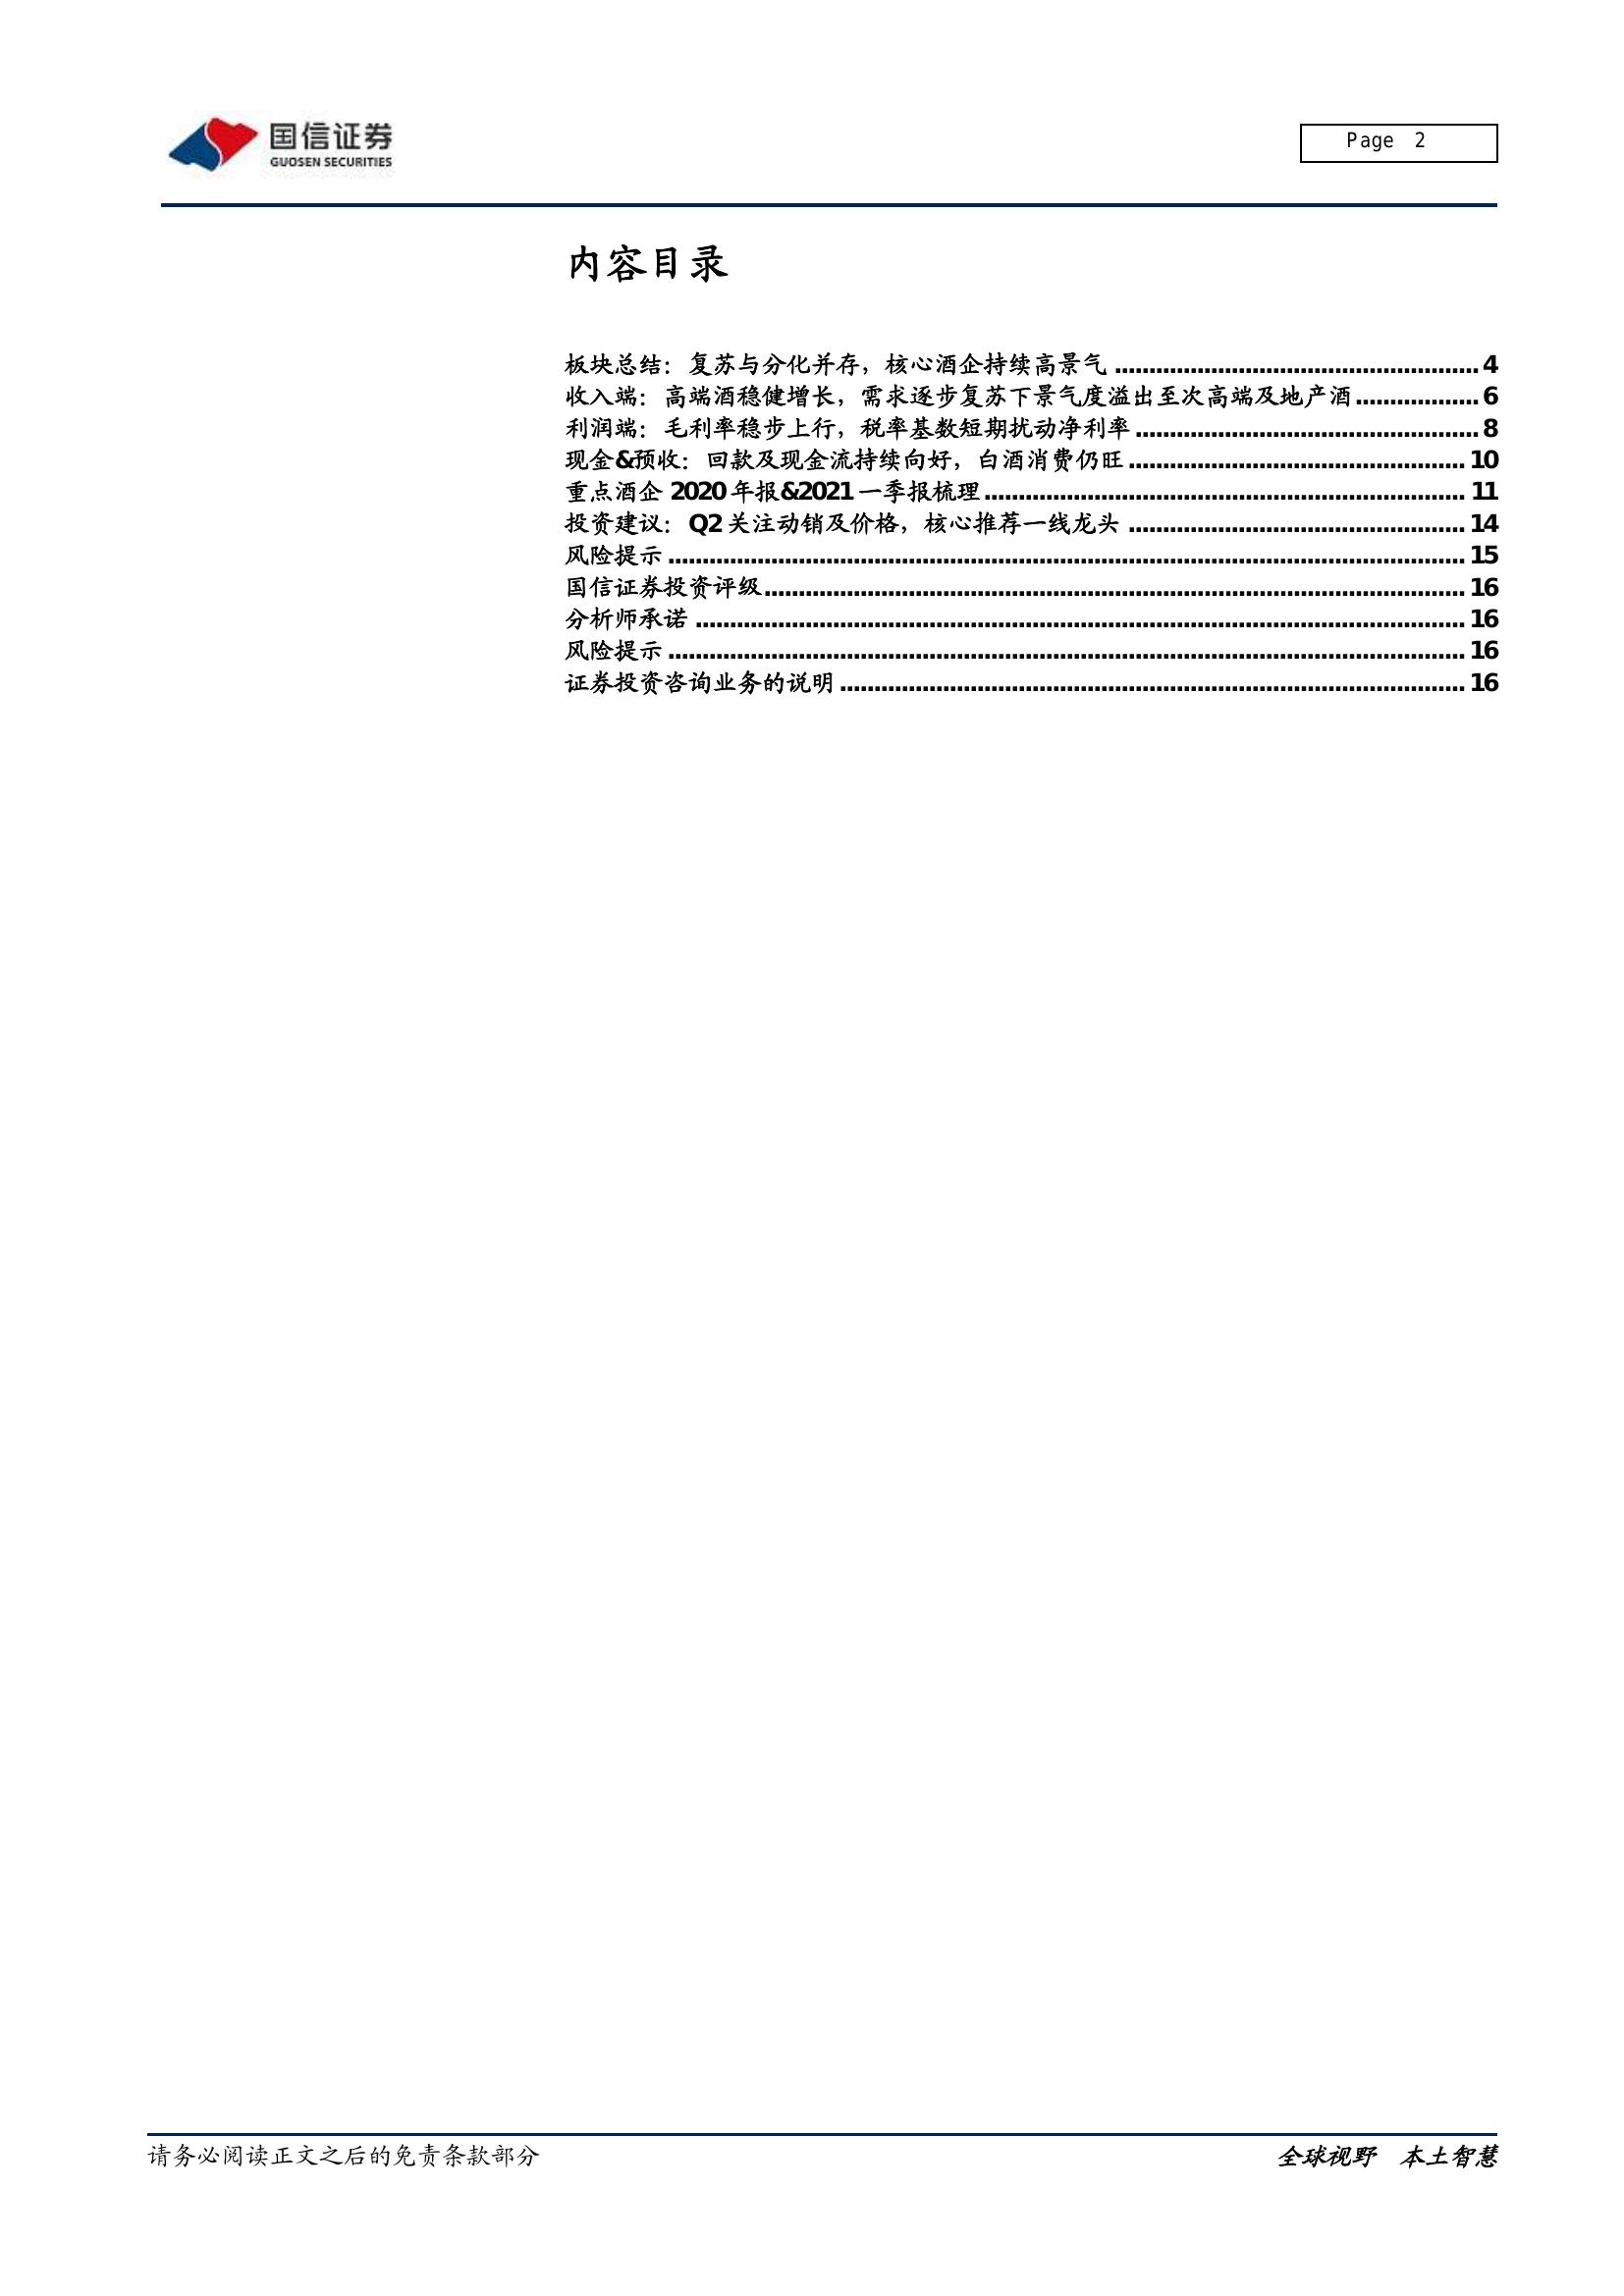 国信证券
GUOSEN SECURITIES
Page 2
内容目录
板块总结：复苏与分化并存，核心酒企持续高景气 ..................................................... 4
收入端：高端酒稳健增长，需求逐步复苏下景气度溢出至次高端及地产酒 .................. 6
利润端：毛利率稳步上行，税率基数短期扰动净利率 .................................................. 8
现金&预收：回款及现金流持续向好，白酒消费仍旺 ................................................. 10
重点酒企 2020 年报&2021 一季报梳理 ...................................................................... 11
投资建议：Q2 关注动销及价格，核心推荐一线龙头 ................................................. 14
风险提示 .................................................................................................................... 15
国信证券投资评级 ...................................................................................................... 16
分析师承诺 ................................................................................................................ 16
风险提示 .................................................................................................................... 16
证券投资咨询业务的说明 ........................................................................................... 16
请务必阅读正文之后的免责条款部分
全球视野 本土智慧